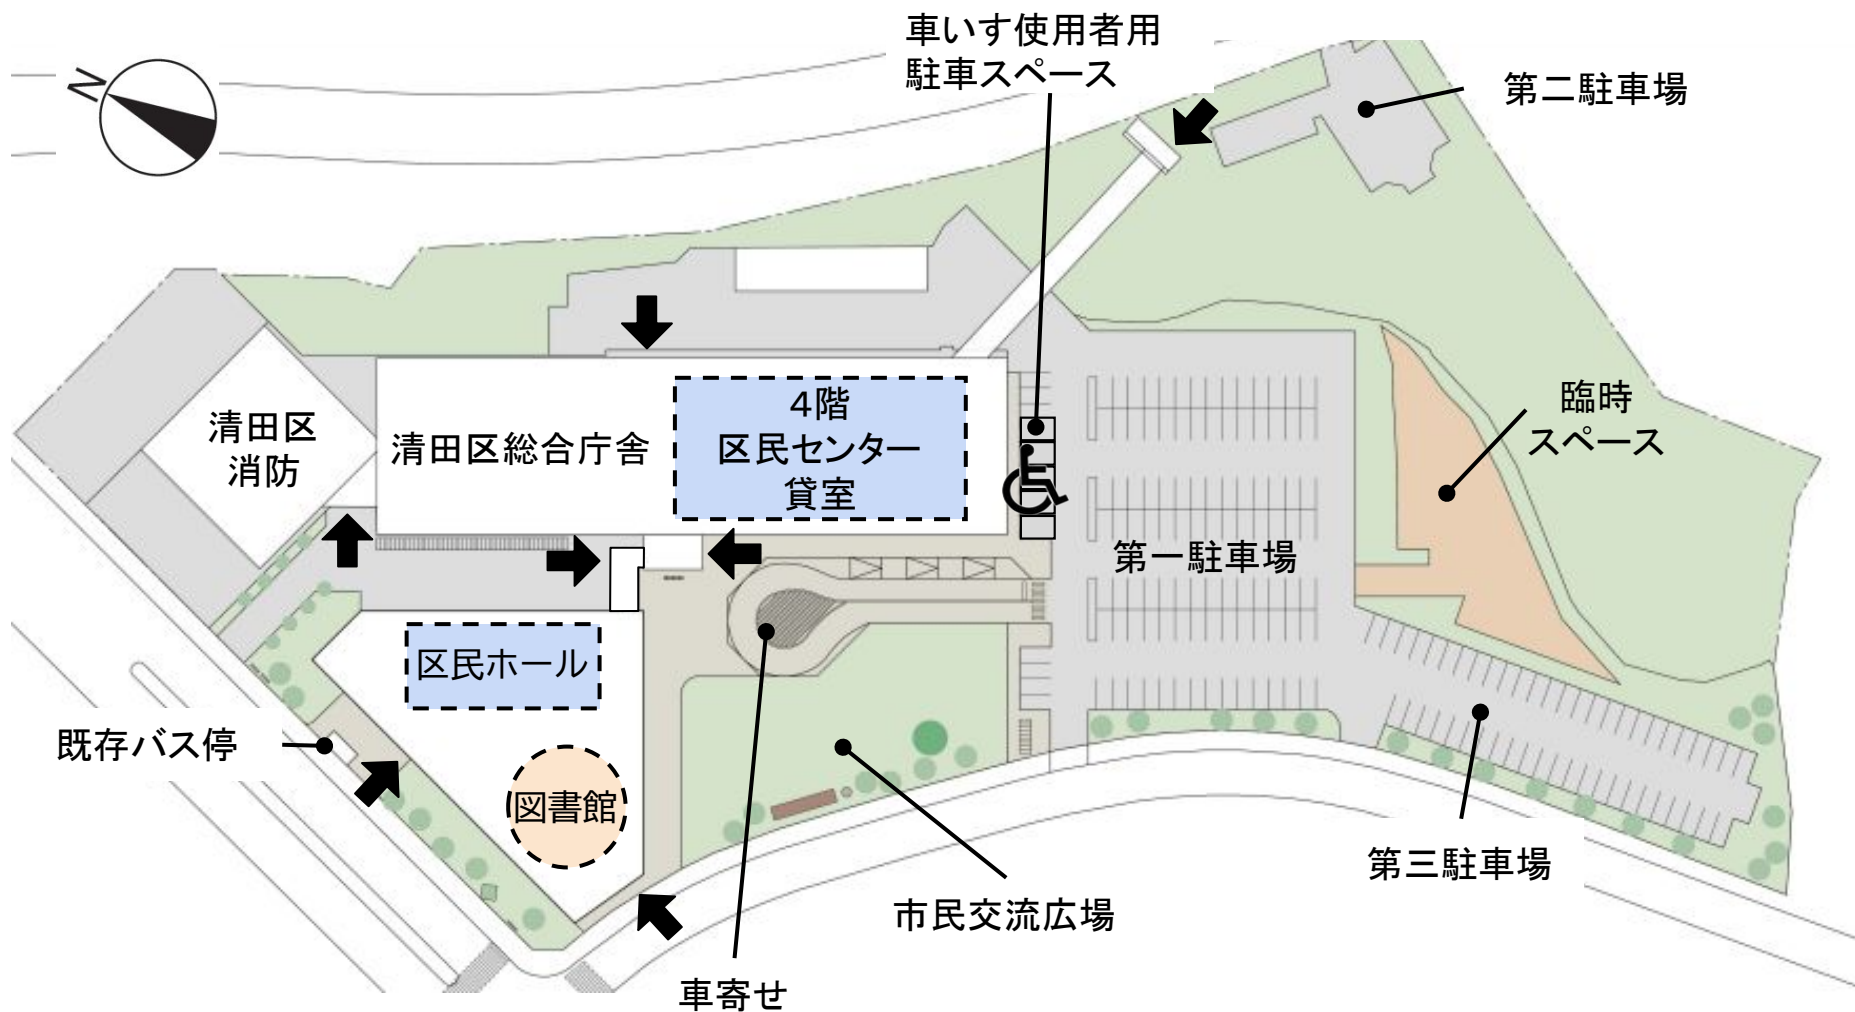 車いす使用者用
駐車スペース
N
第二駐車場
臨時
スペース
4階
区民センター
貸室
清田区
消防
清田区総合庁舎
第一駐車場
区民ホール
既存バス停
図書館
第三駐車場
市民交流広場
車寄せ